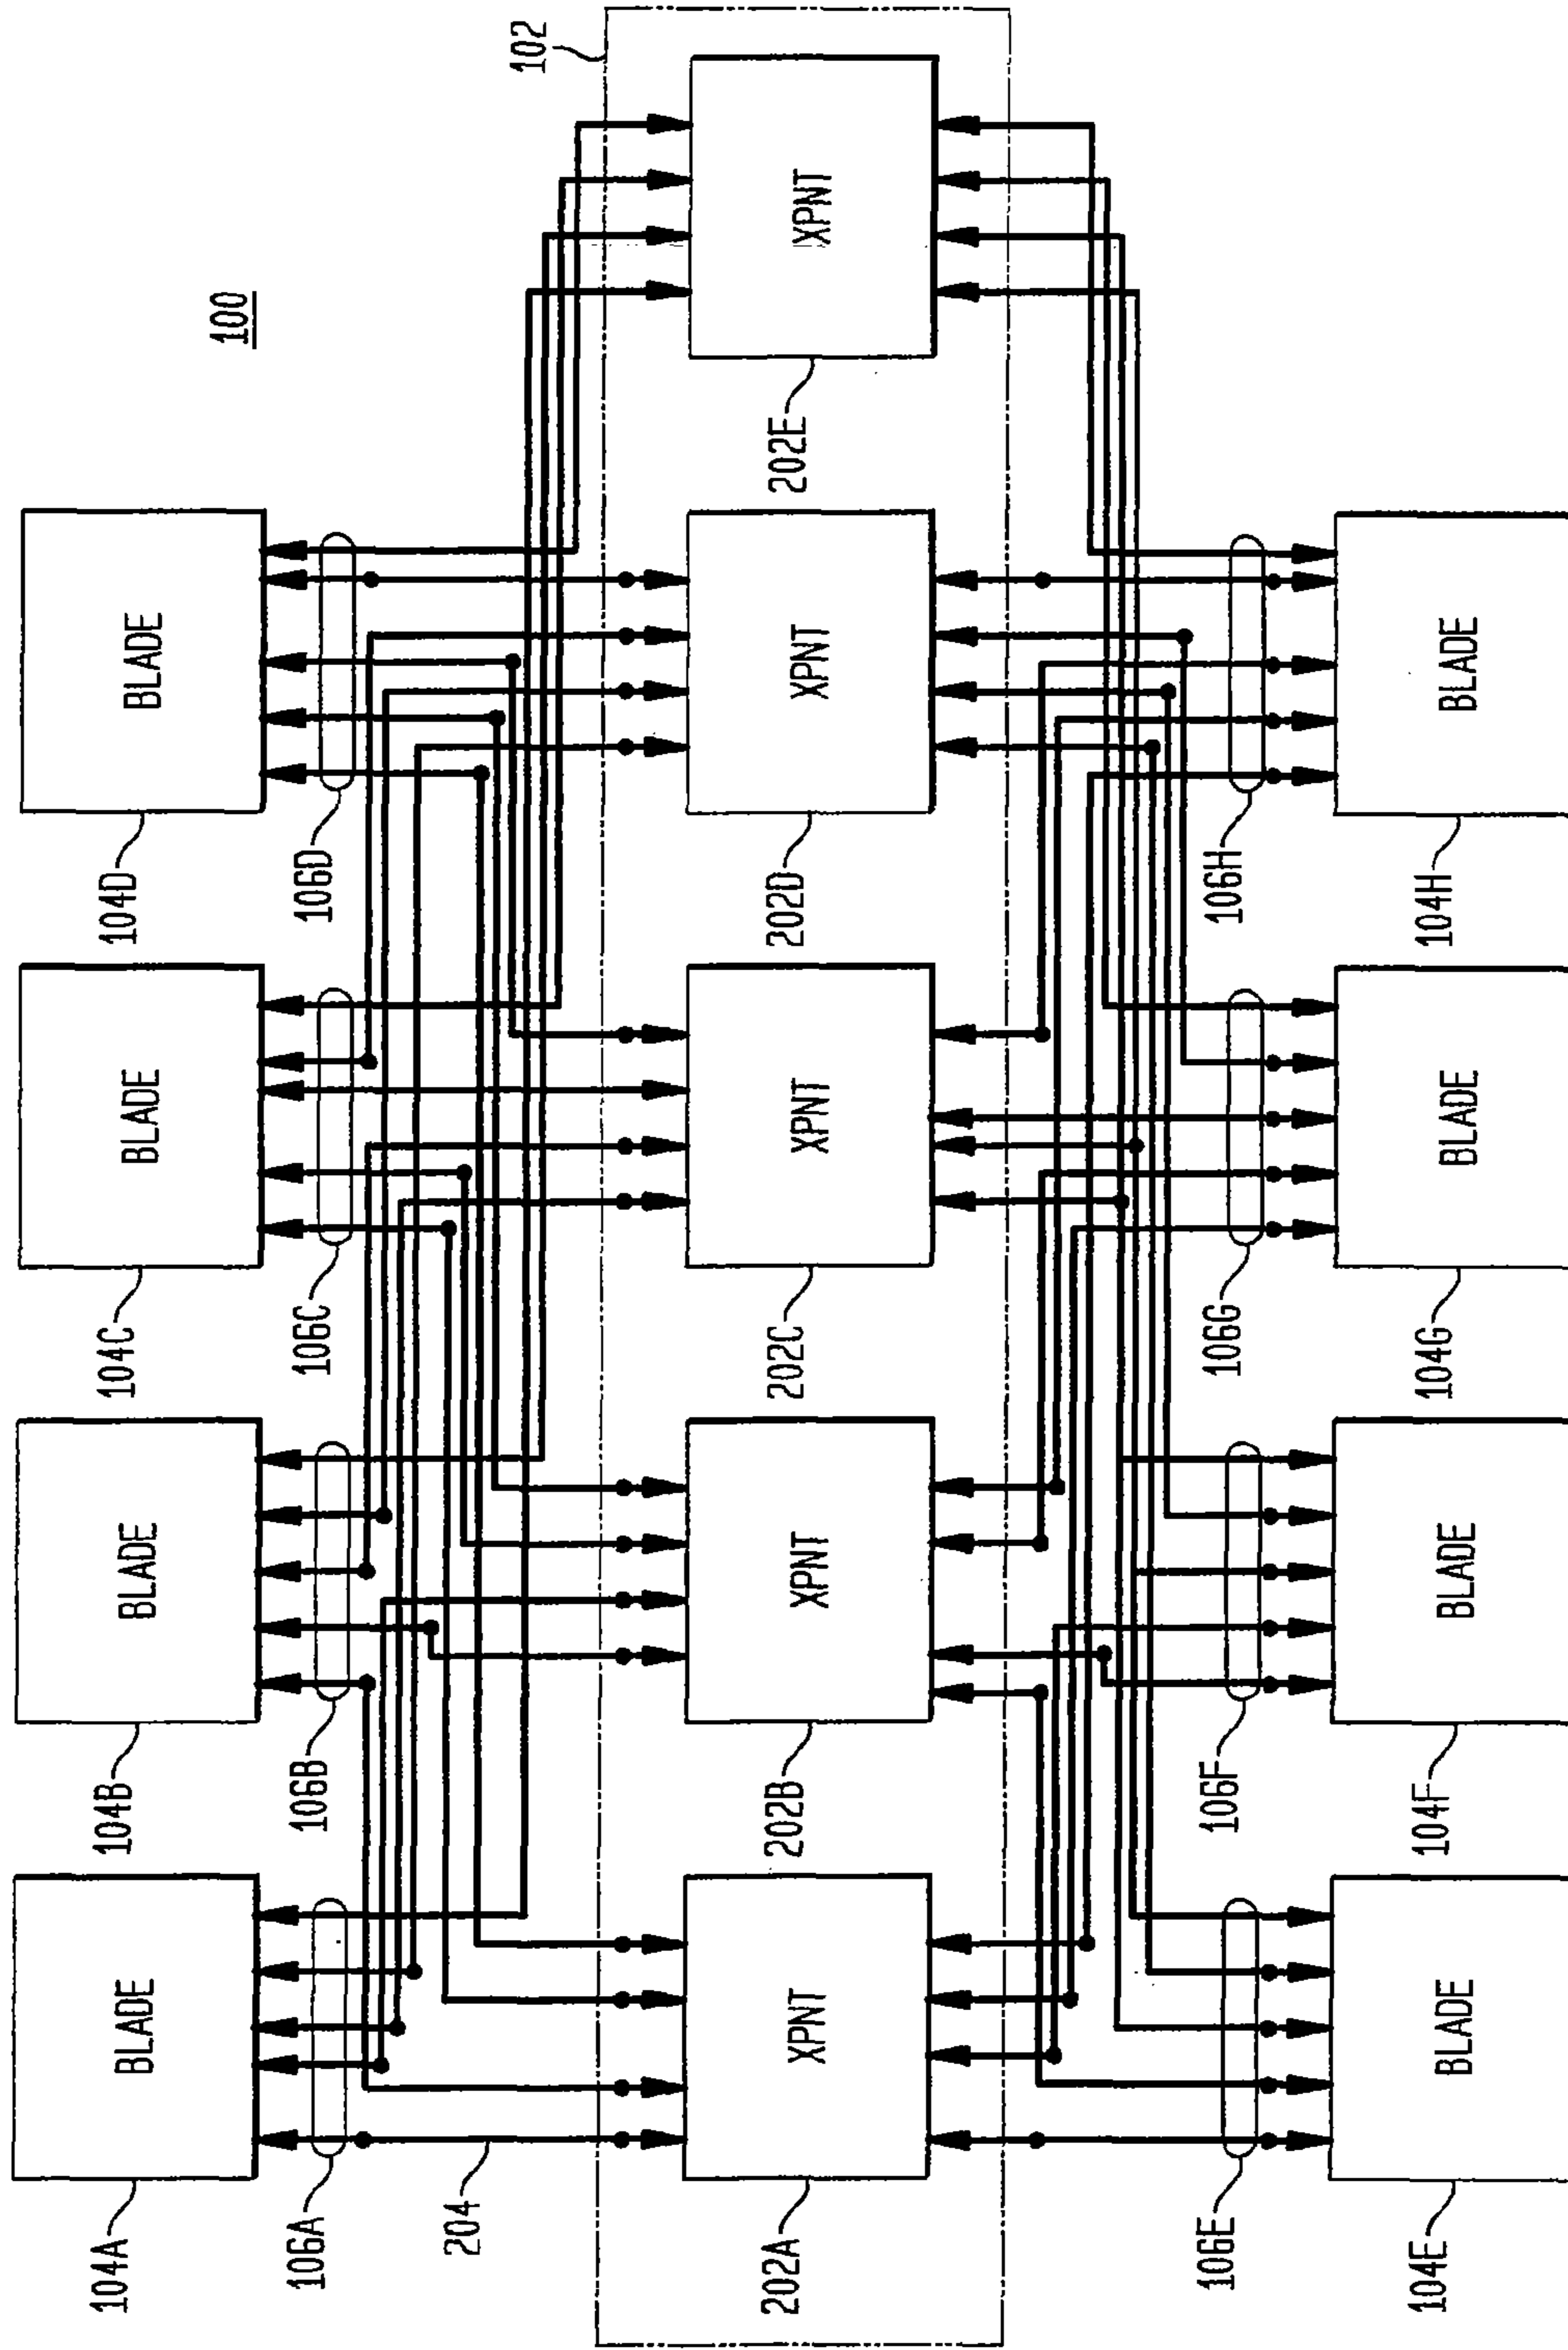 100
BLADE
104A
BLADE
104B
BLADE
104C
BLADE
104D
106A
106B
106C
106D
204
102
XPNT
202A
XPNT
202B
XPNT
202C
XPNT
202D
XPNT
202E
106E
106F
106G
106H
BLADE
104E
BLADE
104F
BLADE
104G
BLADE
104H